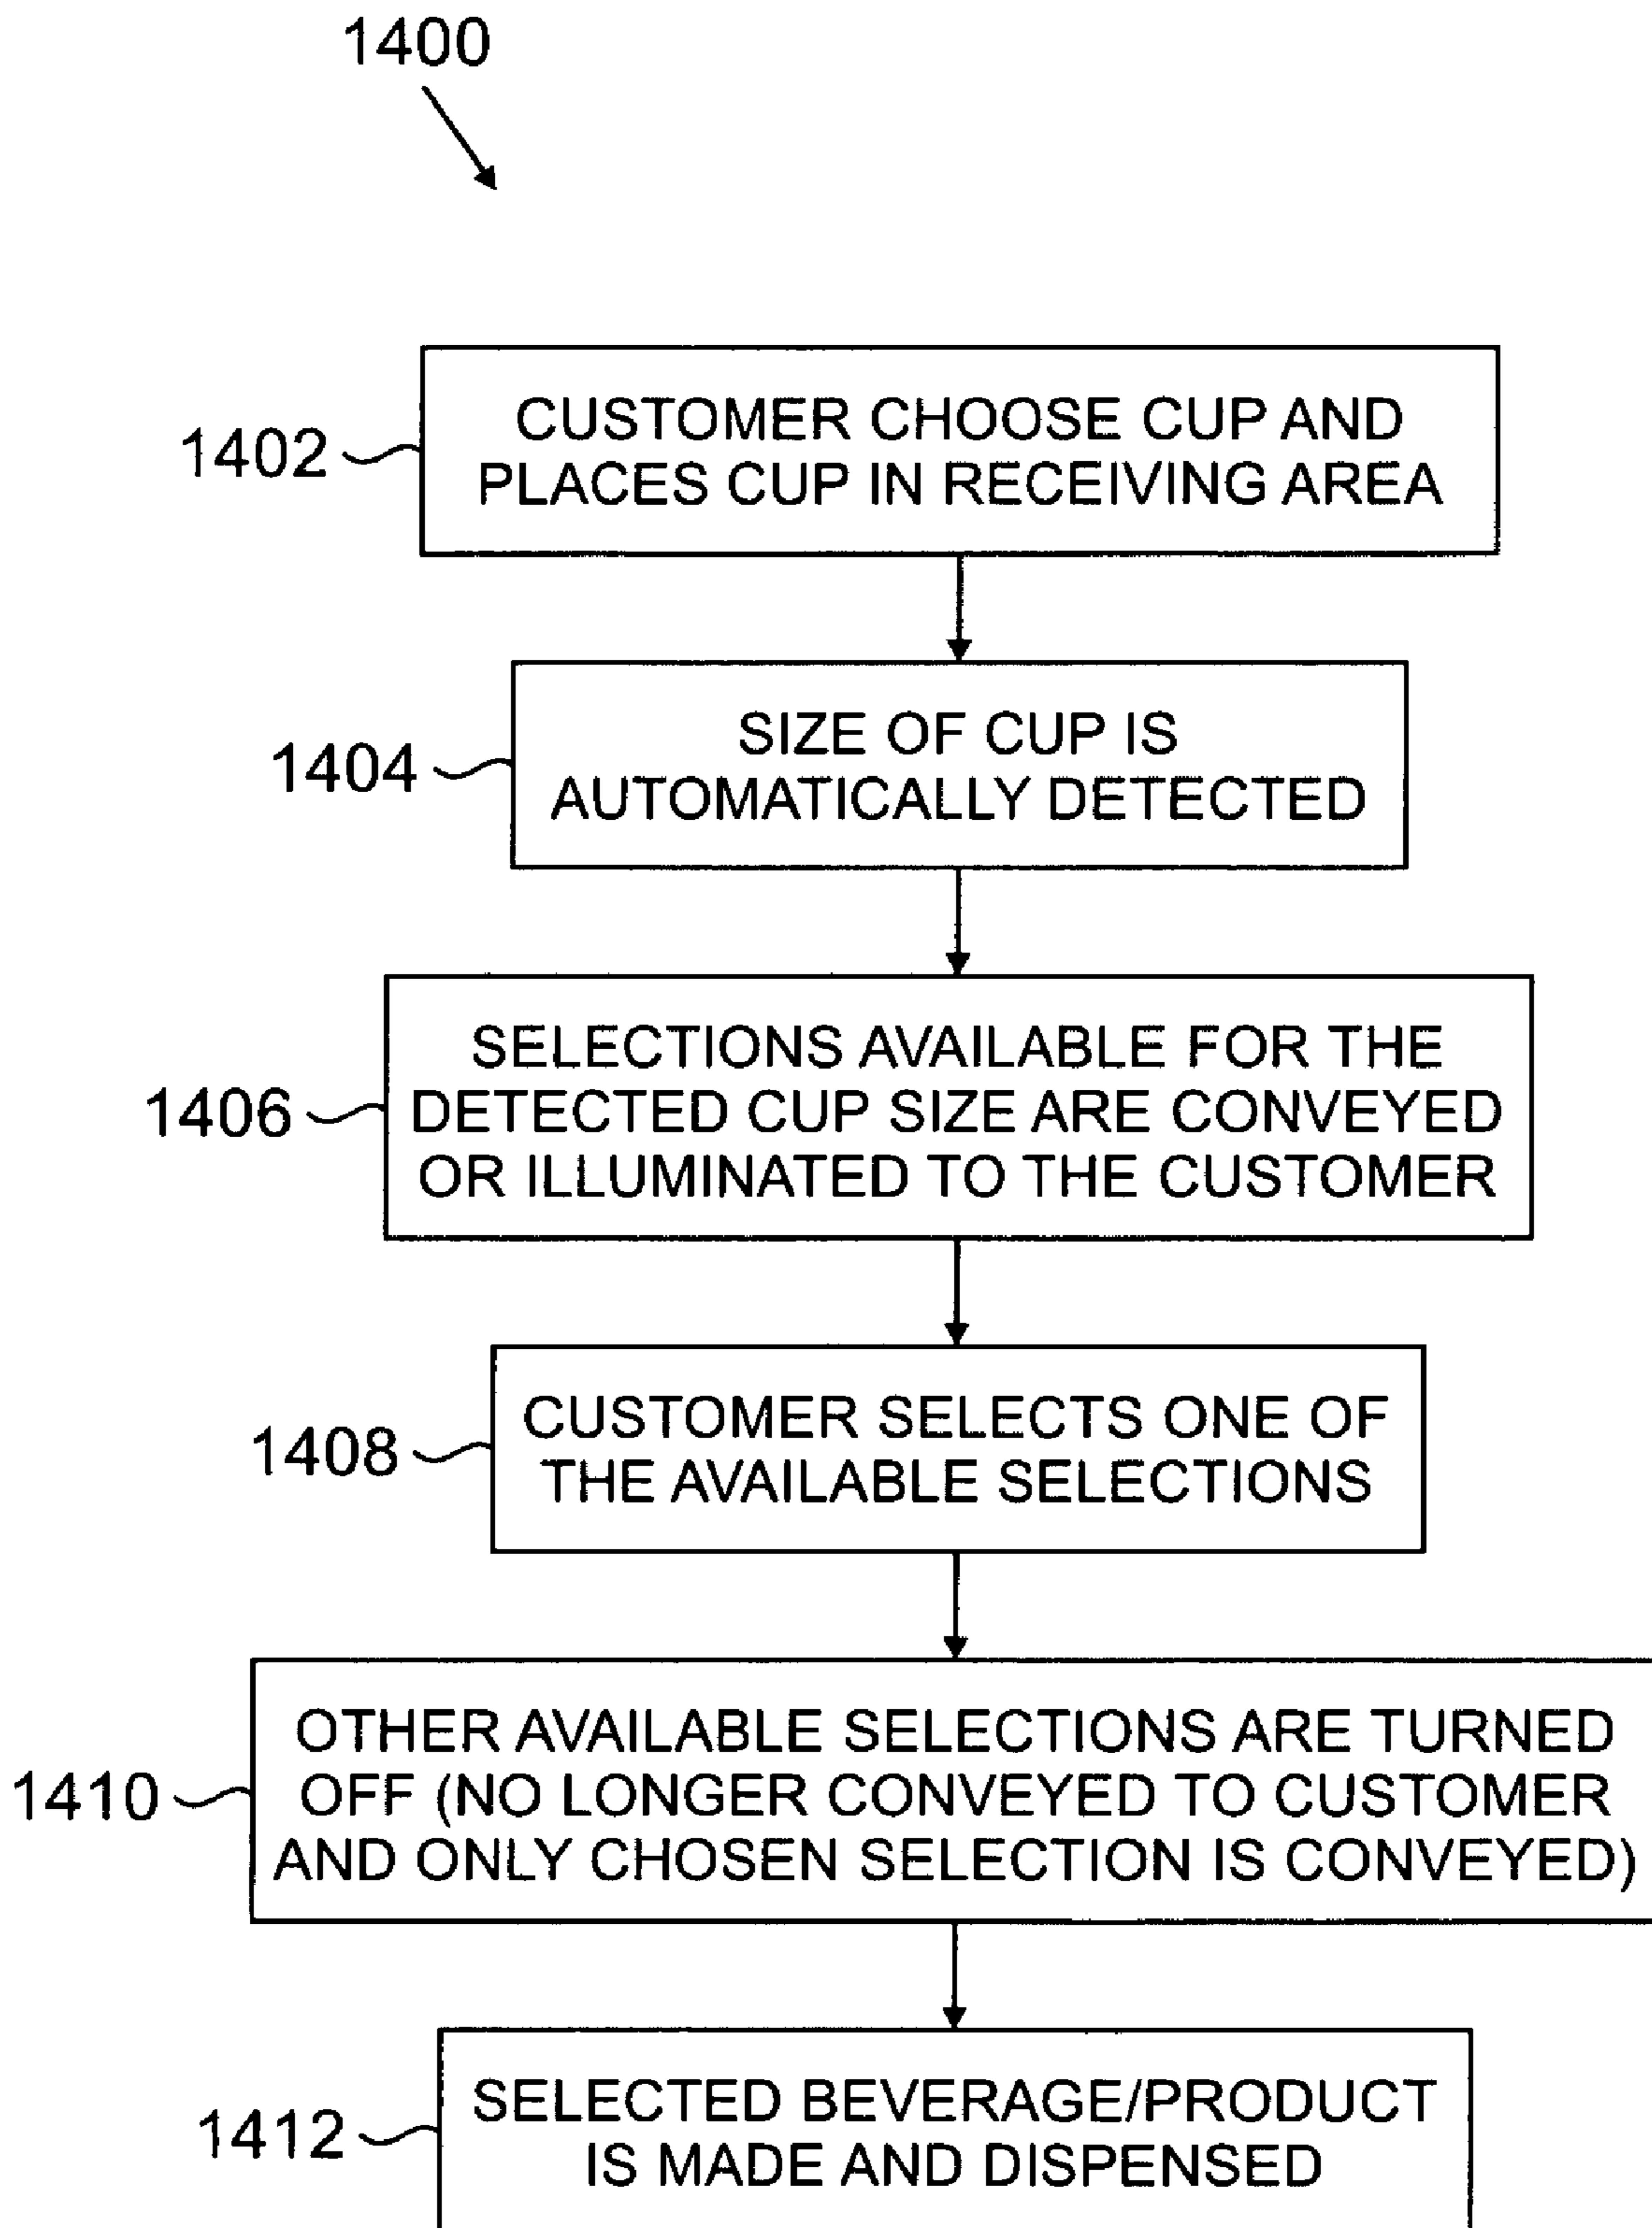 1400
1402
CUSTOMER CHOOSE CUP AND
PLACES CUP IN RECEIVING AREA
1404
SIZE OF CUP IS
AUTOMATICALLY DETECTED
1406
SELECTIONS AVAILABLE FOR THE
DETECTED CUP SIZE ARE CONVEYED
OR ILLUMINATED TO THE CUSTOMER
1408
CUSTOMER SELECTS ONE OF
THE AVAILABLE SELECTIONS
1410
OTHER AVAILABLE SELECTIONS ARE TURNED
OFF (NO LONGER CONVEYED TO CUSTOMER
AND ONLY CHOSEN SELECTION IS CONVEYED)
1412
SELECTED BEVERAGE/PRODUCT
IS MADE AND DISPENSED